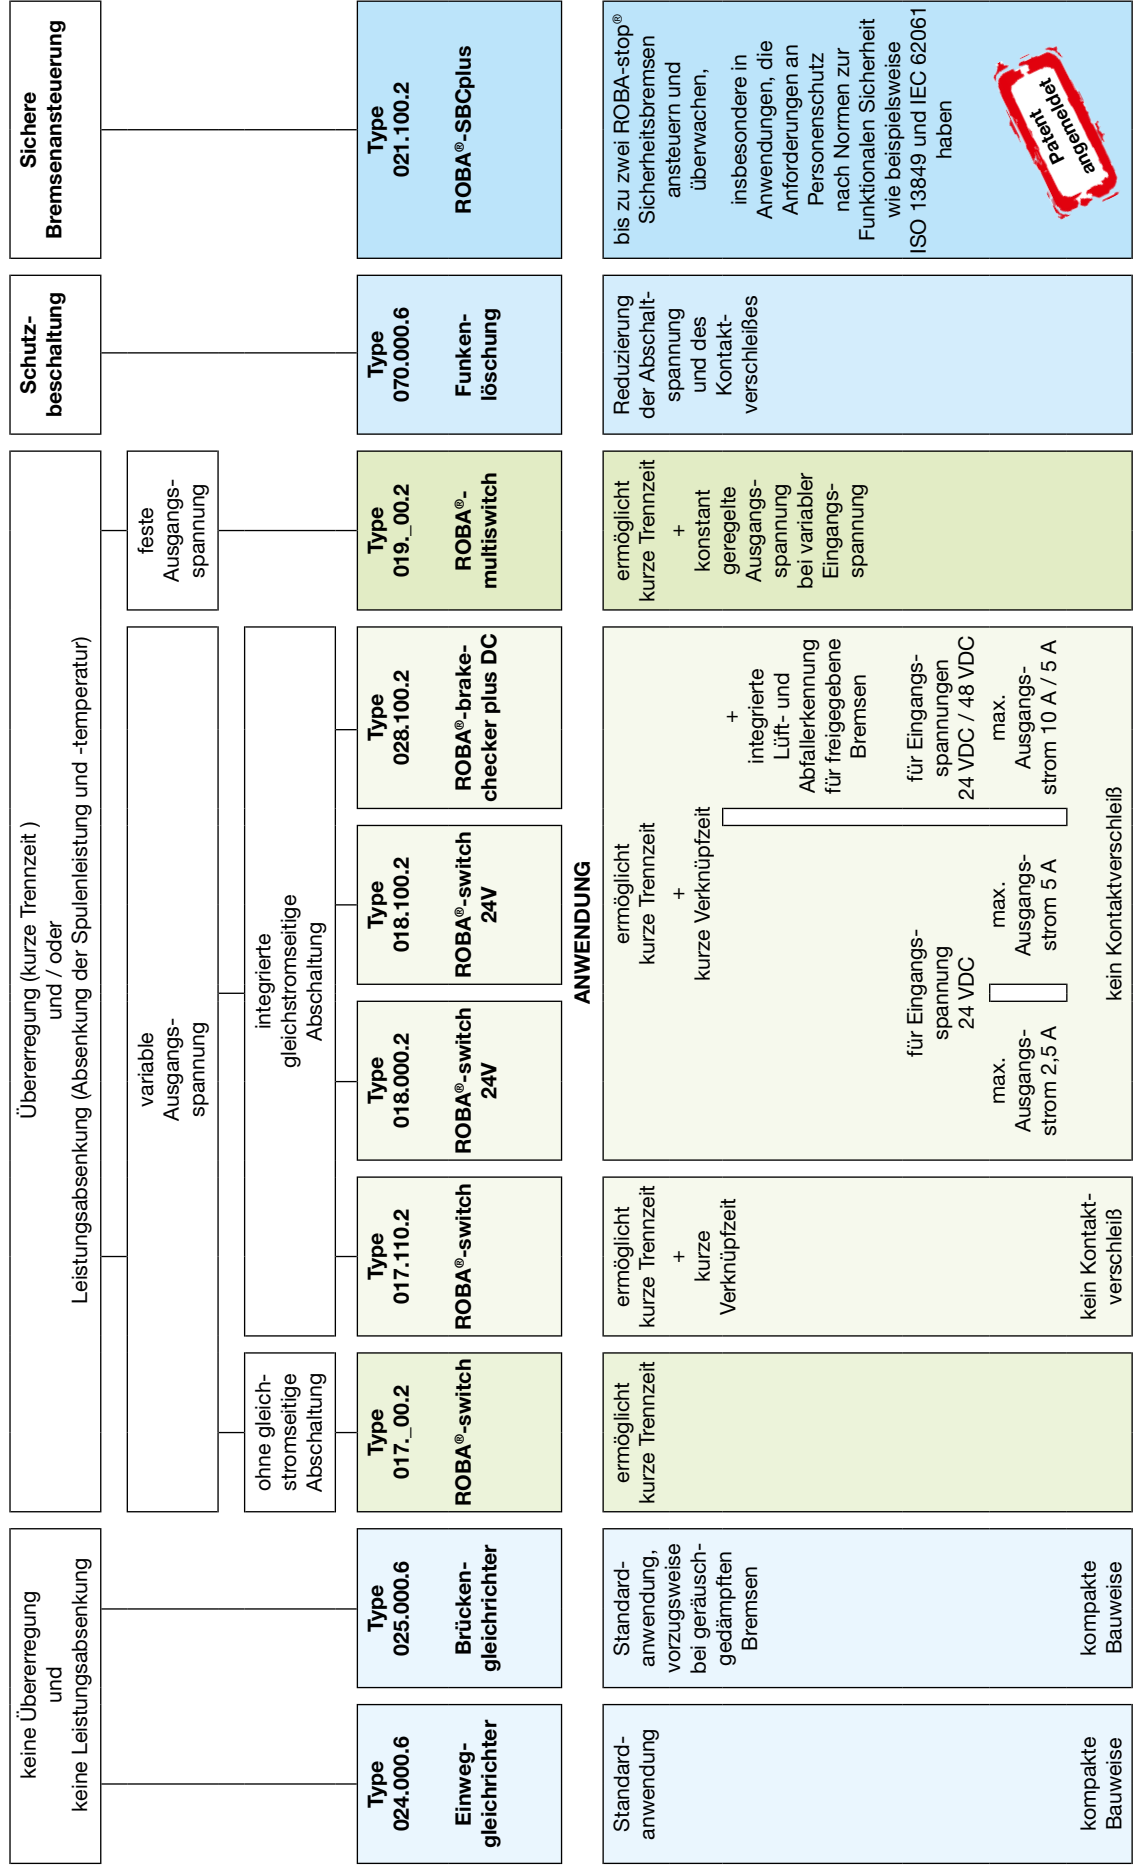 keine Übererregung
und
keine Leistungsabsenkung
Übererregung (kurze Trennzeit )
und / oder
Leistungsabsenkung (Absenkung der Spulenleistung und -temperatur)
Schutz-
beschaltung
Sichere
Bremsenansteuerung
variable
Ausgangs-
spannung
feste
Ausgangs-
spannung
ohne gleich-
stromseitige
Abschaltung
integrierte
gleichstromseitige
Abschaltung
Type
024.000.6
Einweg-
gleichrichter
Type
025.000.6
Brücken-
gleichrichter
Type
017._00.2
ROBA®-switch
Type
017.110.2
ROBA®-switch
Type
018.000.2
ROBA®-switch
24V
Type
018.100.2
ROBA®-switch
24V
Type
028.100.2
ROBA®-brake-
checker plus DC
Type
019._00.2
ROBA®-
multiswitch
Type
070.000.6
Funken-
löschung
Type
021.100.2
ROBA®-SBCplus
ANWENDUNG
Standard-
anwendung
kompakte
Bauweise
Standard-
anwendung,
vorzugsweise
bei geräusch-
gedämpften
Bremsen
kompakte
Bauweise
ermöglicht
kurze Trennzeit
ermöglicht
kurze Trennzeit
+
kurze
Verknüpfzeit
kein Kontakt-
verschleiß
ermöglicht
kurze Trennzeit
+
kurze Verknüpfzeit
für Eingangs-
spannung
24 VDC
max.
Ausgangs-
strom 2,5 A
max.
Ausgangs-
strom 5 A
+
integrierte
Lüft- und
Abfallerkennung
für freigegebene
Bremsen
für Eingangs-
spannungen
24 VDC / 48 VDC
max.
Ausgangs-
strom 10 A / 5 A
kein Kontaktverschleiß
ermöglicht
kurze Trennzeit
+
konstant
geregelte
Ausgangs-
spannung
bei variabler
Eingangs-
spannung
Reduzierung
der Abschalt-
spannung
und des
Kontakt-
verschleißes
bis zu zwei ROBA-stop®
Sicherheitsbremsen
ansteuern und
überwachen,
insbesondere in
Anwendungen, die
Anforderungen an
Personenschutz
nach Normen zur
Funktionalen Sicherheit
wie beispielsweise
ISO 13849 und IEC 62061
haben
Patent
angemeldet